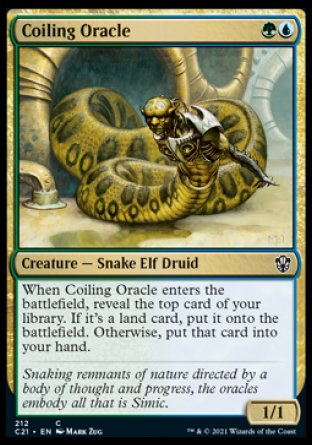 Coiling Oracle
Creature — Snake Elf Druid
When Coiling Oracle enters the
battlefield, reveal the top card of your
library. If it's a land card, put it onto the
battlefield. Otherwise, put that card into
your hand.
Snaking remnants of nature directed by a
body of thought and progress, the oracles
embody all that is Simic.
1/1
212 C
C21 • EN MARK ZUG
™ & © 2021 Wizards of the Coast